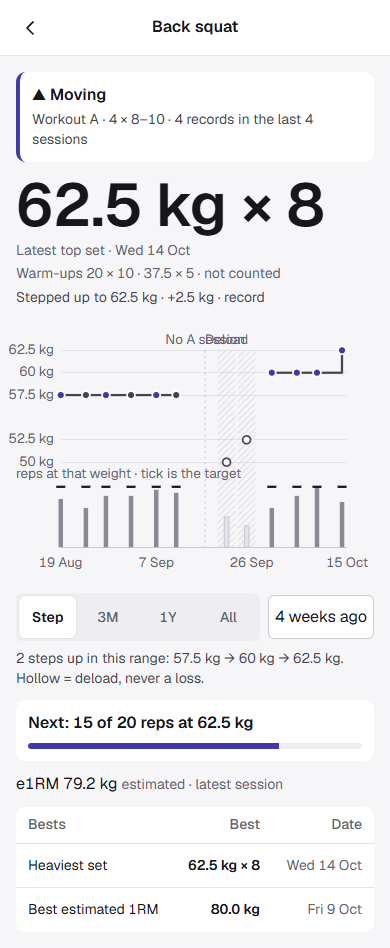 Back squat
▲ Moving
Workout A · 4 × 8–10 · 4 records in the last 4
sessions
62.5 kg × 8
Latest top set · Wed 14 Oct
Warm-ups 20 × 10 · 37.5 × 5 · not counted
Stepped up to 62.5 kg · +2.5 kg · record
No A session
Deload
62.5 kg
60 kg
57.5 kg
52.5 kg
50 kg
reps at that weight · tick is the target
19 Aug 7 Sep 26 Sep 15 Oct
Step 3M 1Y All 4 weeks ago
2 steps up in this range: 57.5 kg → 60 kg → 62.5 kg.
Hollow = deload, never a loss.
Next: 15 of 20 reps at 62.5 kg
e1RM 79.2 kg estimated · latest session
Bests Best Date
Heaviest set 62.5 kg × 8 Wed 14 Oct
Best estimated 1RM 80.0 kg Fri 9 Oct